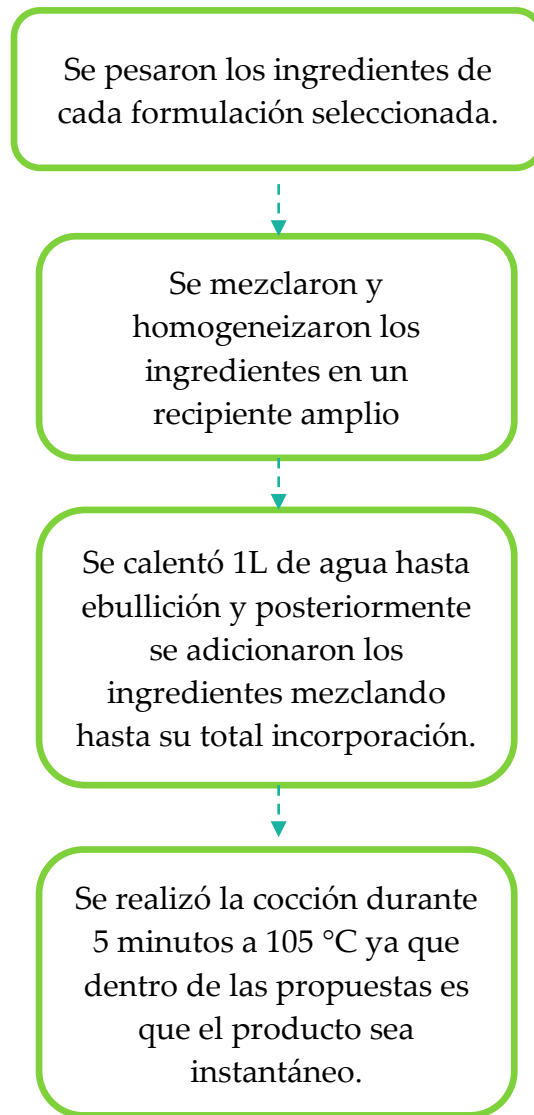 Se pesaron los ingredientes de
cada formulación seleccionada.
Se mezclaron y
homogeneizaron los
ingredientes en un
recipiente amplio
Se calentó 1L de agua hasta
ebullición y posteriormente
se adicionaron los
ingredientes mezclando
hasta su total incorporación.
Se realizó la cocción durante
5 minutos a 105 °C ya que
dentro de las propuestas es
que el producto sea
instantáneo.